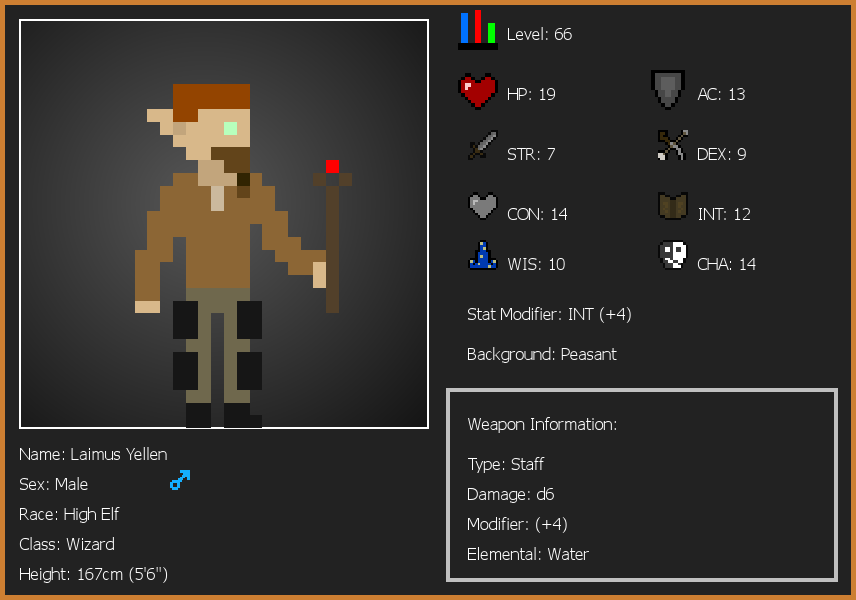 Level: 66
HP: 19
AC: 13
STR: 7
DEX: 9
CON: 14
INT: 12
WIS: 10
CHA: 14
Stat Modifier: INT (+4)
Background: Peasant
Weapon Information:
Type: Staff
Damage: d6
Modifier: (+4)
Elemental: Water
Name: Laimus Yellen
Sex: Male
Race: High Elf
Class: Wizard
Height: 167cm (5'6")